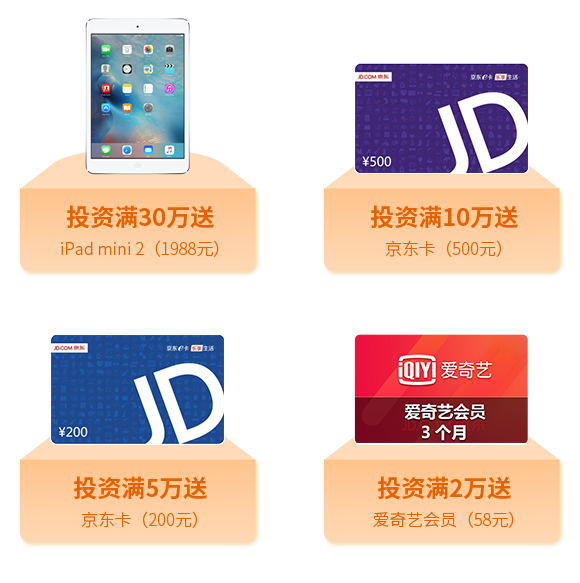 JD.COM 京东
京东e卡
生活
¥500
JD
投资满30万送
iPad mini 2（1988元）
投资满10万送
京东卡（500元）
JD.COM 京东
京东e卡
生活
¥200
JD
iQIYI 爱奇艺
爱奇艺会员
3 个月
投资满5万送
京东卡（200元）
投资满2万送
爱奇艺会员（58元）